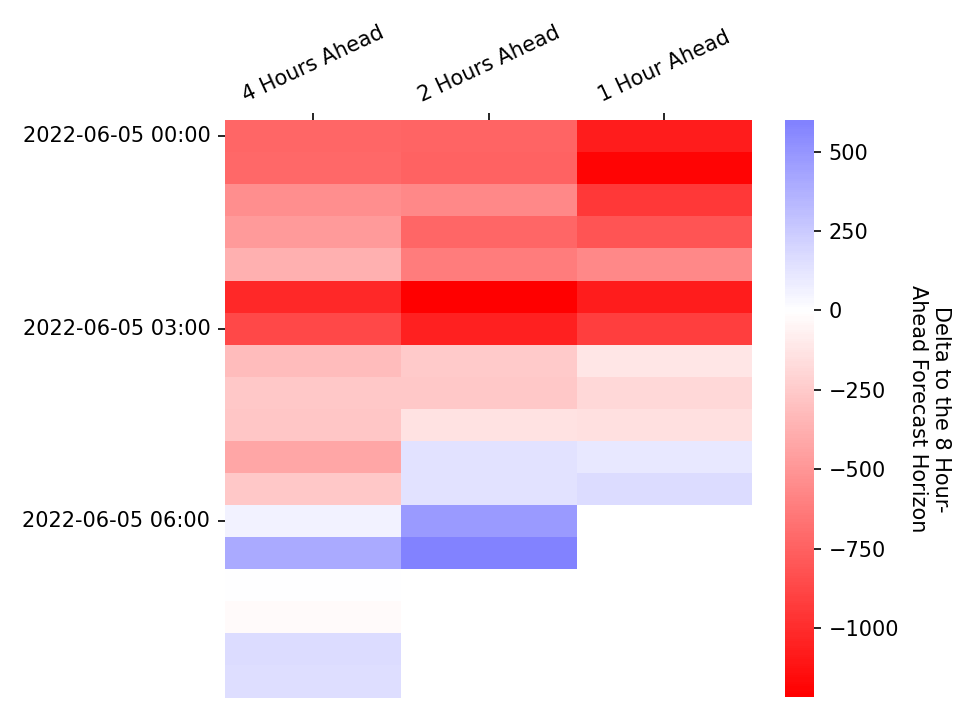 4 Hours Ahead
2 Hours Ahead
1 Hour Ahead
2022-06-05 00:00
2022-06-05 03:00
2022-06-05 06:00
500
250
0
−250
−500
−750
−1000
Delta to the 8 Hour-
Ahead Forecast Horizon